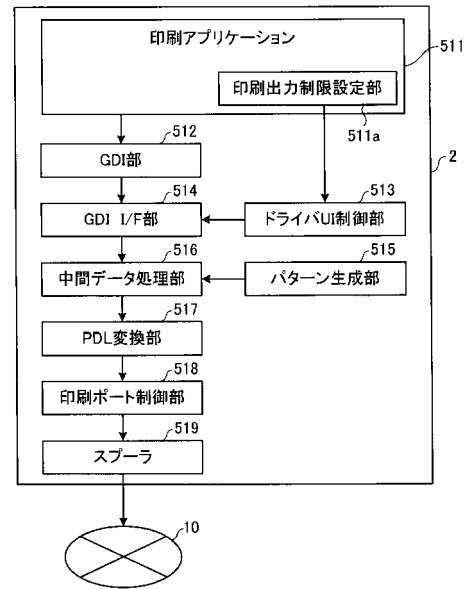 印刷アプリケーション
511
印刷出力制限設定部
511a
2
512
GDI部
514
GDI I/F部
513
ドライバUI制御部
516
中間データ処理部
515
パターン生成部
517
PDL変換部
518
印刷ポート制御部
519
スプーラ
10